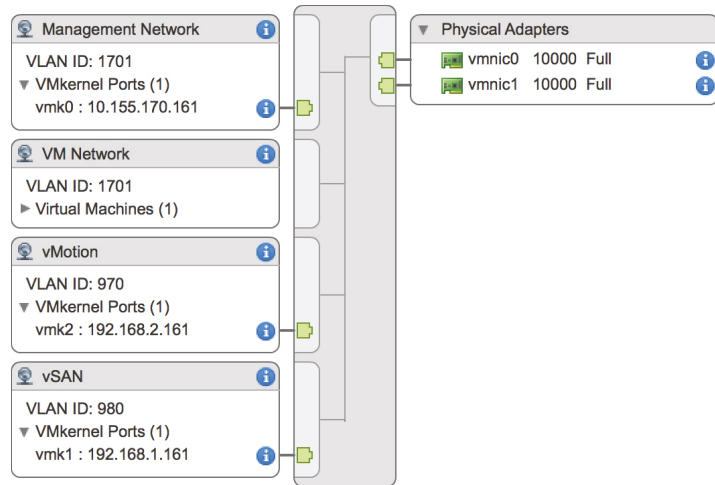 Management Network
VLAN ID: 1701
VMkernel Ports (1)
vmk0 : 10.155.170.161
VM Network
VLAN ID: 1701
Virtual Machines (1)
vMotion
VLAN ID: 970
VMkernel Ports (1)
vmk2 : 192.168.2.161
vSAN
VLAN ID: 980
VMkernel Ports (1)
vmk1 : 192.168.1.161
Physical Adapters
vmnic0 10000 Full
vmnic1 10000 Full